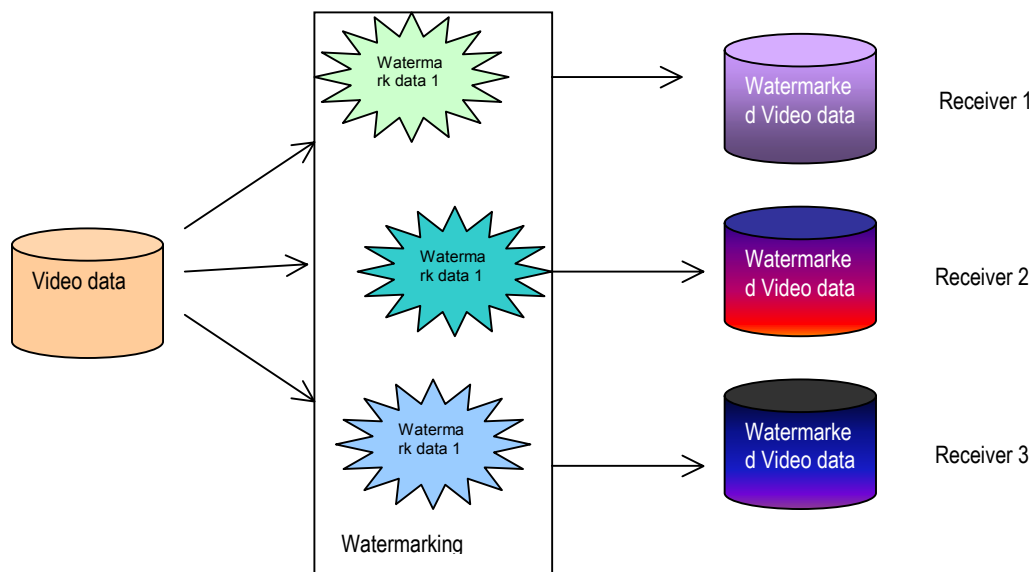 Waterma
rk data 1
Watermarke
d Video data
Receiver 1
Video data
Waterma
rk data 1
Watermarke
d Video data
Receiver 2
Waterma
rk data 1
Watermarke
d Video data
Receiver 3
Watermarking